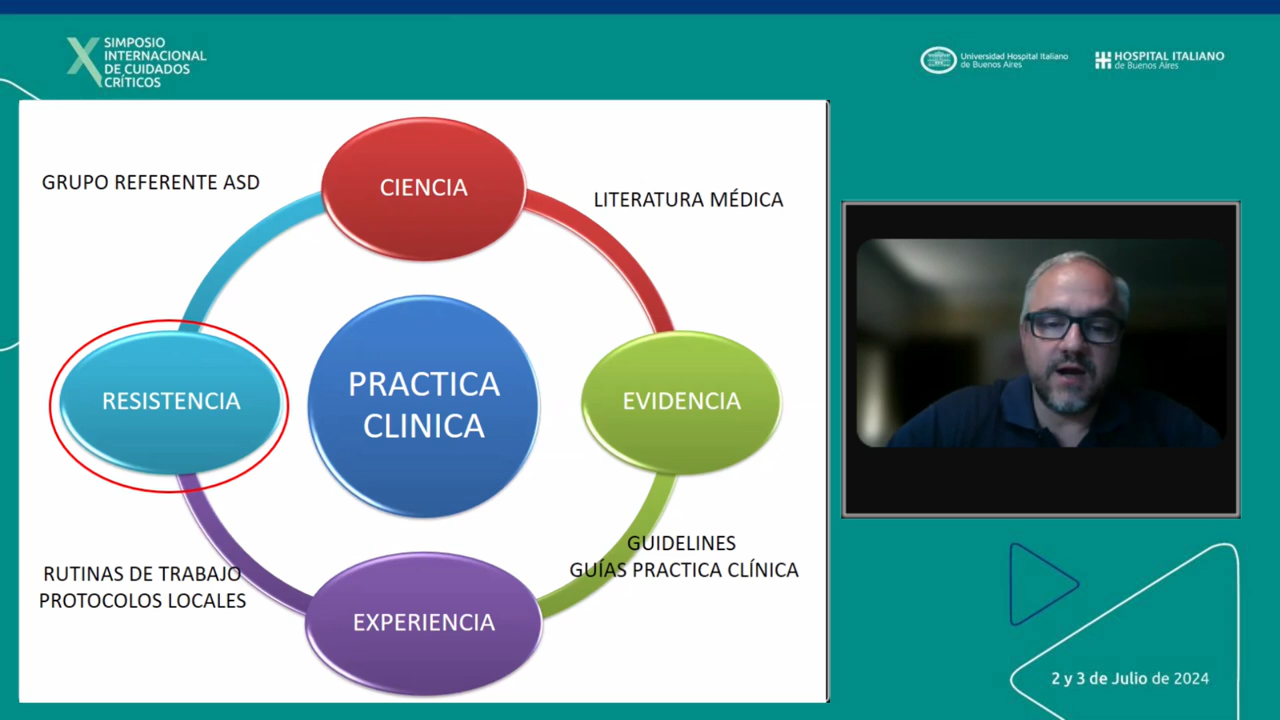 X
SIMPOSIO
INTERNACIONAL
DE CUIDADOS
CRÍTICOS
Universidad Hospital Italiano
de Buenos Aires
HOSPITAL ITALIANO
de Buenos Aires
CIENCIA
GRUPO REFERENTE ASD
LITERATURA MÉDICA
RESISTENCIA
PRACTICA
CLINICA
EVIDENCIA
GUIDELINES
GUÍAS PRACTICA CLÍNICA
RUTINAS DE TRABAJO
PROTOCOLOS LOCALES
EXPERIENCIA
2 y 3 de Julio de 2024